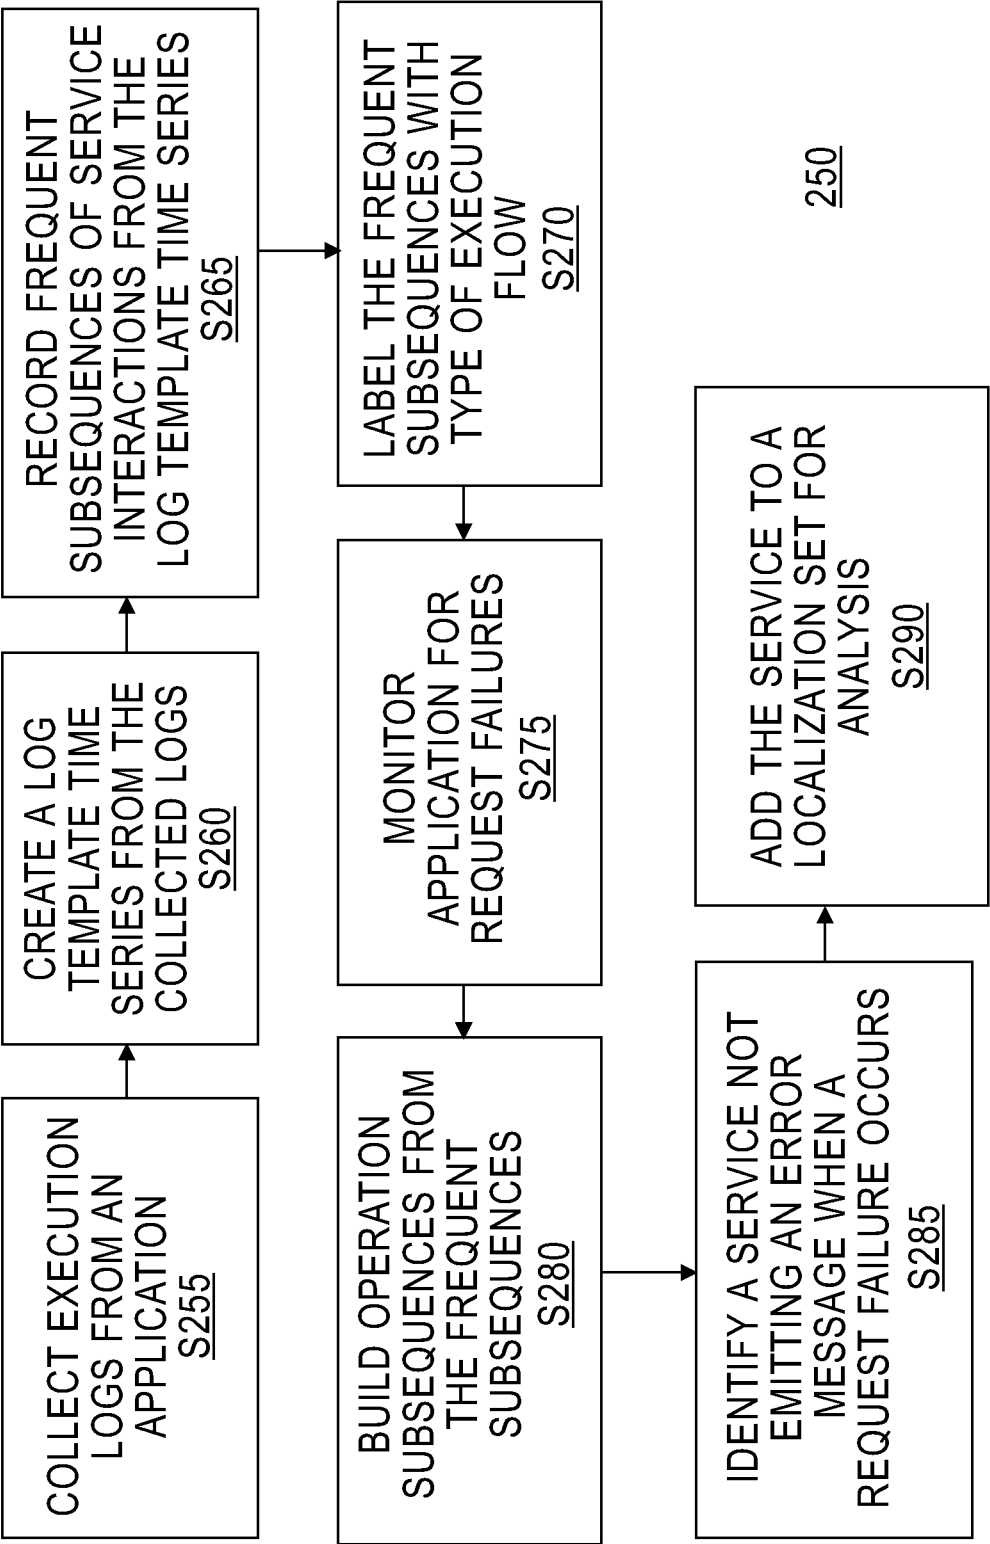 COLLECT EXECUTION
LOGS FROM AN
APPLICATION
S255
CREATE A LOG
TEMPLATE TIME
SERIES FROM THE
COLLECTED LOGS
S260
RECORD FREQUENT
SUBSEQUENCES OF SERVICE
INTERACTIONS FROM THE
LOG TEMPLATE TIME SERIES
S265
LABEL THE FREQUENT
SUBSEQUENCES WITH
TYPE OF EXECUTION
FLOW
S270
MONITOR
APPLICATION FOR
REQUEST FAILURES
S275
BUILD OPERATION
SUBSEQUENCES FROM
THE FREQUENT
SUBSEQUENCES
S280
IDENTIFY A SERVICE NOT
EMITTING AN ERROR
MESSAGE WHEN A
REQUEST FAILURE OCCURS
S285
ADD THE SERVICE TO A
LOCALIZATION SET FOR
ANALYSIS
S290
250